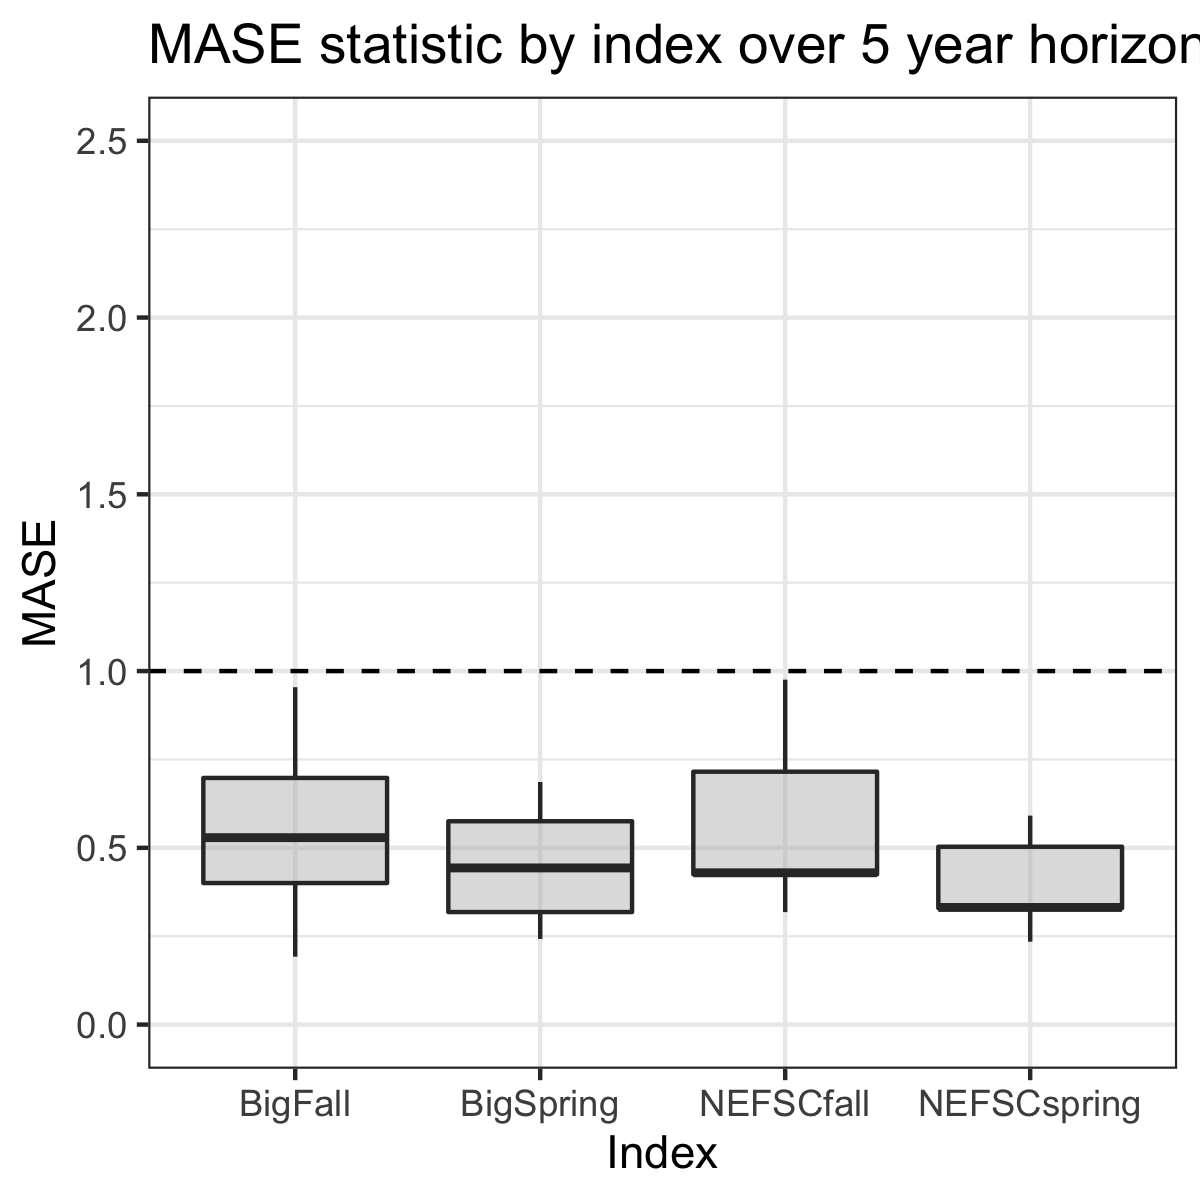 MASE statistic by index over 5 year horizon
2.5
2.0
1.5
1.0
0.5
0.0
MASE
BigFall BigSpring NEFSCfall NEFSCspring
Index